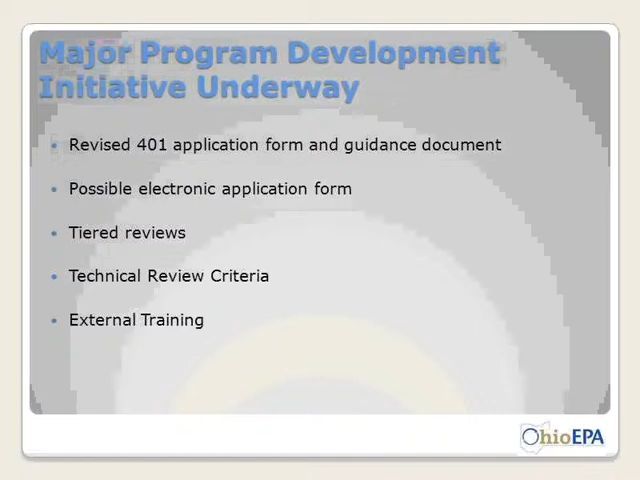 Major Program Development
Initiative Underway
• Revised 401 application form and guidance document
• Possible electronic application form
• Tiered reviews
• Technical Review Criteria
• External Training
OhioEPA